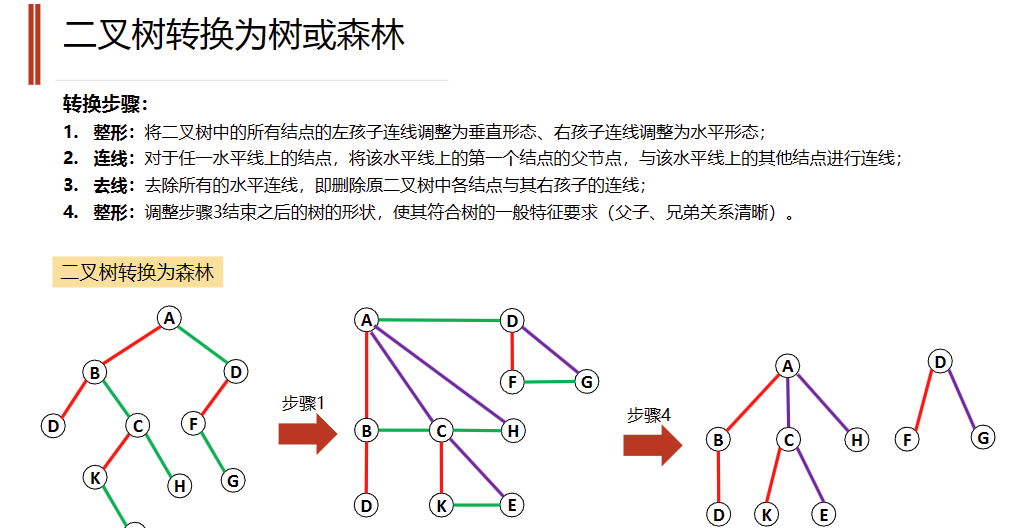 二叉树转换为树或森林
转换步骤：
1. 整形：将二叉树中的所有结点的左孩子连线调整为垂直形态、右孩子连线调整为水平形态；
2. 连线：对于任一水平线上的结点，将该水平线上的第一个结点的父节点，与该水平线上的其他结点进行连线；
3. 去线：去除所有的水平连线，即删除原二叉树中各结点与其右孩子的连线；
4. 整形：调整步骤3结束之后的树的形状，使其符合树的一般特征要求（父子、兄弟关系清晰）。
二叉树转换为森林
A
B D
D C F
K H G
步骤1
A D
F G
B C H
D K E
步骤4
A D
B C H F G
D K E